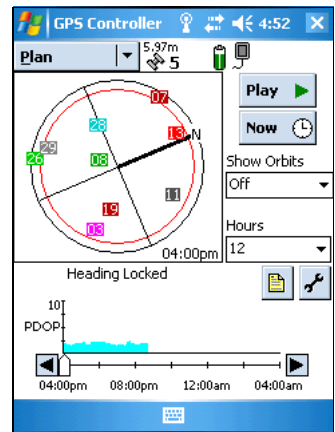 GPS Controller 4:52
Plan 5.97m
5
Play
07
28 13 N
Now
29
26 08
Show Orbits
Off
11
19
03
Hours
04:00pm 12
Heading Locked
10
PDOP
04:00pm 08:00pm 12:00am 04:00am